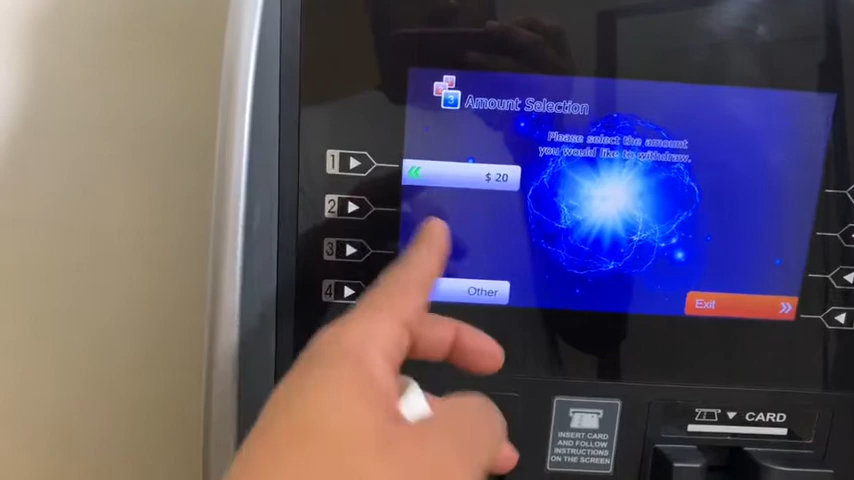 3
Amount Selection
Please select the amount
you would like to withdraw.
1
$ 20
2
3
4
Other
Exit
INSERT CARD
AND FOLLOW
INSTRUCTIONS
ON THE SCREEN
CARD